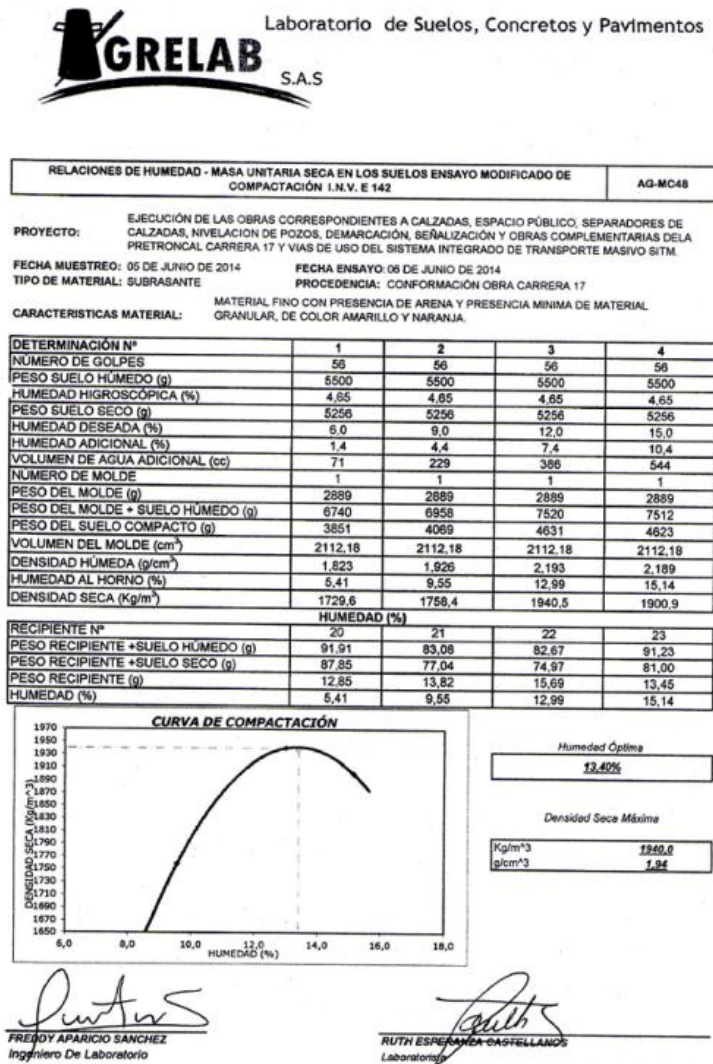 Laboratorio de Suelos, Concretos y Pavimentos
GRELAB
S.A.S
RELACIONES DE HUMEDAD - MASA UNITARIA SECA EN LOS SUELOS ENSAYO MODIFICADO DE
COMPACTACIÓN I.N.V. E 142
AG-MC48
PROYECTO: EJECUCIÓN DE LAS OBRAS CORRESPONDIENTES A CALZADAS, ESPACIO PÚBLICO, SEPARADORES DE
CALZADAS, NIVELACION DE POZOS, DEMARCACIÓN, SEÑALIZACIÓN Y OBRAS COMPLEMENTARIAS DELA
PRETRONCAL CARRERA 17 Y VIAS DE USO DEL SISTEMA INTEGRADO DE TRANSPORTE MASIVO SITM.
FECHA MUESTREO: 05 DE JUNIO DE 2014 FECHA ENSAYO: 06 DE JUNIO DE 2014
TIPO DE MATERIAL: SUBRASANTE PROCEDENCIA: CONFORMACIÓN OBRA CARRERA 17
CARACTERISTICAS MATERIAL: MATERIAL FINO CON PRESENCIA DE ARENA Y PRESENCIA MINIMA DE MATERIAL
GRANULAR, DE COLOR AMARILLO Y NARANJA.
DETERMINACIÓN Nº 1 2 3 4
NÚMERO DE GOLPES 56 56 56 56
PESO SUELO HÚMEDO (g) 5500 5500 5500 5500
HUMEDAD HIGROSCÓPICA (%) 4,65 4,65 4,65 4,65
PESO SUELO SECO (g) 5256 5256 5256 5256
HUMEDAD DESEADA (%) 6,0 9,0 12,0 15,0
HUMEDAD ADICIONAL (%) 1,4 4,4 7,4 10,4
VOLUMEN DE AGUA ADICIONAL (cc) 71 229 386 544
NÚMERO DE MOLDE 1 1 1 1
PESO DEL MOLDE (g) 2889 2889 2889 2889
PESO DEL MOLDE + SUELO HÚMEDO (g) 6740 6958 7520 7512
PESO DEL SUELO COMPACTO (g) 3851 4069 4631 4623
VOLUMEN DEL MOLDE (cm³) 2112,18 2112,18 2112,18 2112,18
DENSIDAD HÚMEDA (g/cm³) 1,823 1,926 2,193 2,189
HUMEDAD AL HORNO (%) 5,41 9,55 12,99 15,14
DENSIDAD SECA (Kg/m³) 1729,6 1758,4 1940,5 1900,9
HUMEDAD (%)
RECIPIENTE Nº 20 21 22 23
PESO RECIPIENTE +SUELO HÚMEDO (g) 91,91 83,08 82,67 91,23
PESO RECIPIENTE +SUELO SECO (g) 87,85 77,04 74,97 81,00
PESO RECIPIENTE (g) 12,85 13,82 15,69 13,45
HUMEDAD (%) 5,41 9,55 12,99 15,14
CURVA DE COMPACTACIÓN
DENSIDAD SECA (Kg/m^3)
1970
1950
1930
1910
1890
1870
1850
1830
1810
1790
1770
1750
1730
1710
1690
1670
1650
6,0 8,0 10,0 12,0 14,0 16,0 18,0
HUMEDAD (%)
Humedad Óptima
13,40%
Densidad Seca Máxima
Kg/m^3 1940,0
g/cm^3 1,94
FREDDY APARICIO SANCHEZ
Ingeniero De Laboratorio
RUTH ESPERANZA CASTELLANOS
Laboratorista